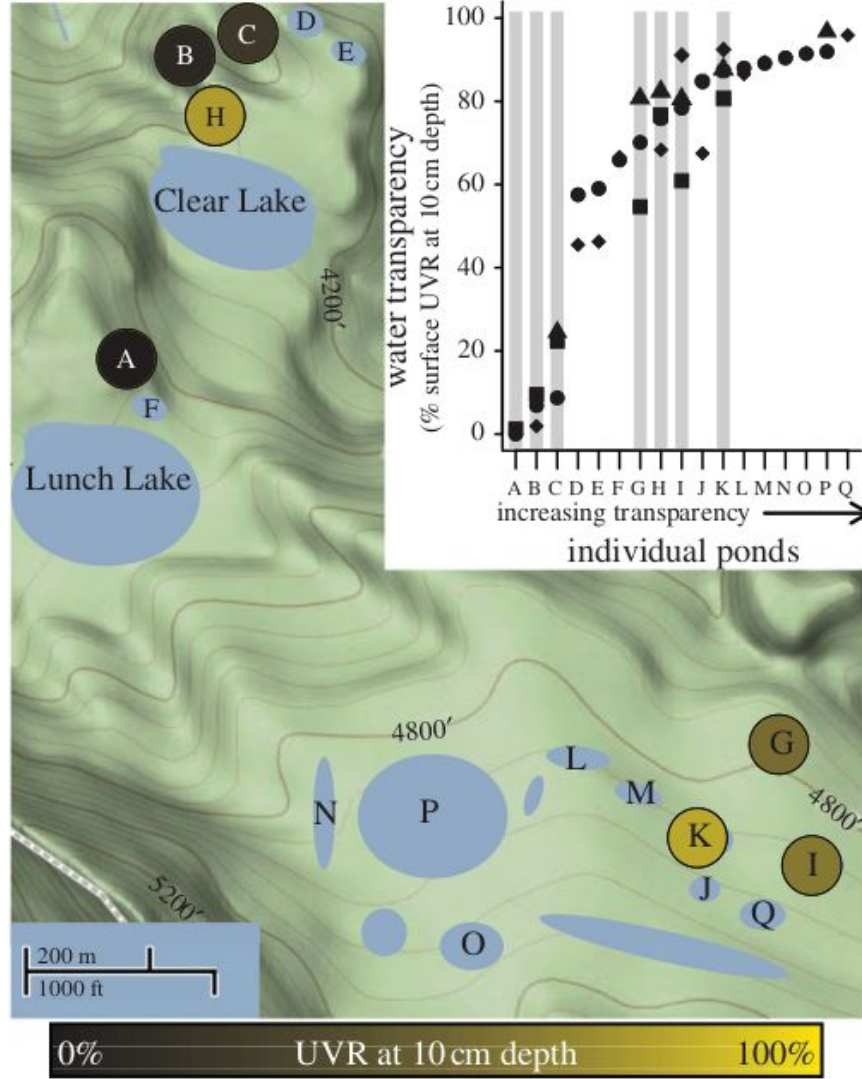 B
C
D
E
H
Clear Lake
4200′
A
F
Lunch Lake
water transparency
(% surface UVR at 10 cm depth)
100
80
60
40
20
0
A B C D E F G H I J K L M N O P Q
increasing transparency
individual ponds
4800′
L
G
N
P
M
4800′
K
I
J
Q
5200′
O
200 m
1000 ft
0% UVR at 10 cm depth 100%